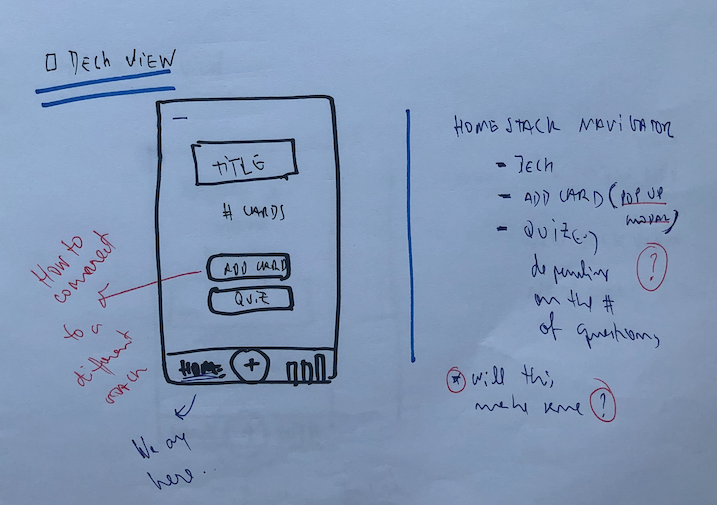 DECK VIEW
TITLE
# CARDS
ADD CARD
QUIZ
HOME
+
How to
connect
to a
different
stack
We are
here..
HOME STACK NAVIGATOR
- DECK
- ADD CARD (POP UP
MODAL)
- QUIZ
depending
on the #
of questions
?
* will this
make sense ?